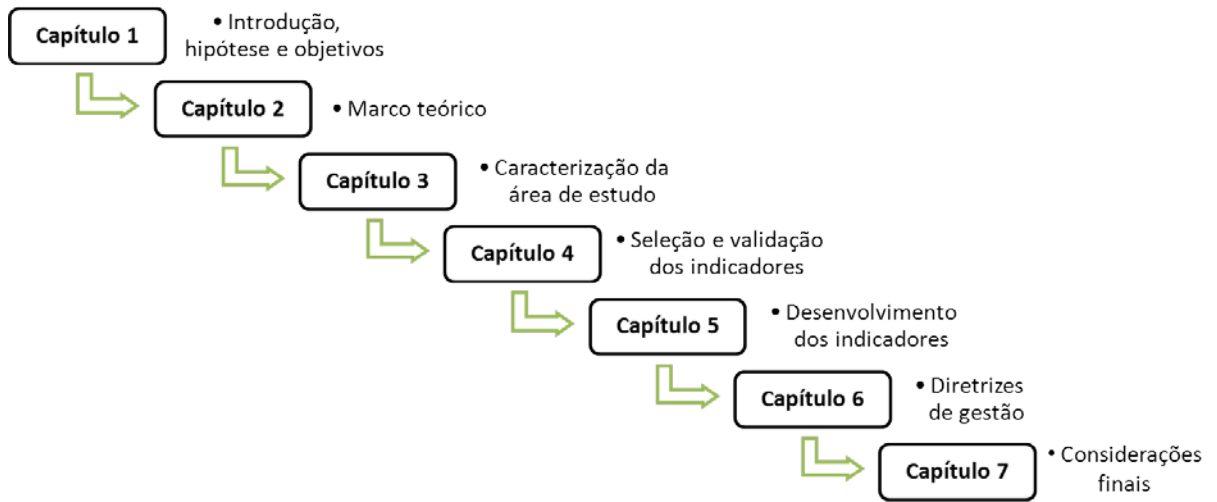 Capítulo 1
• Introdução,
hipótese e objetivos
Capítulo 2
• Marco teórico
Capítulo 3
• Caracterização da
área de estudo
Capítulo 4
• Seleção e validação
dos indicadores
Capítulo 5
• Desenvolvimento
dos indicadores
Capítulo 6
• Diretrizes
de gestão
Capítulo 7
• Considerações
finais